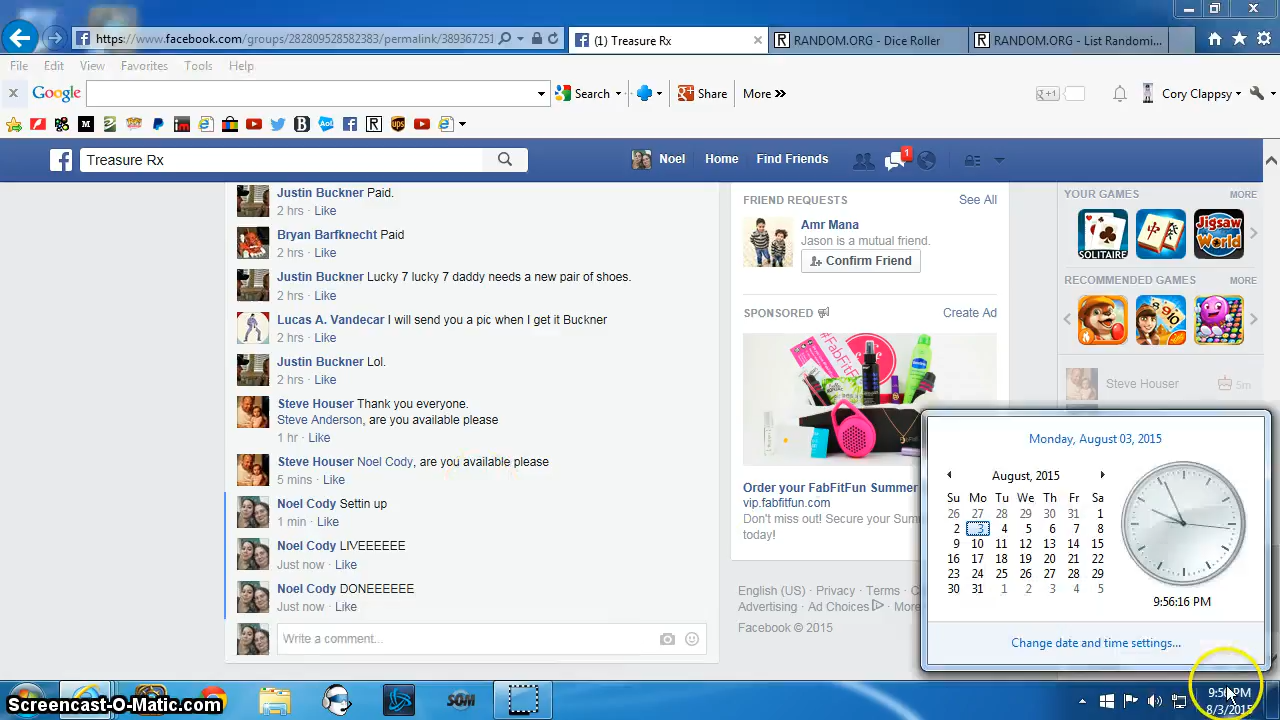 https://www.facebook.com/groups/282809528582383/permalink/389367251
(1) Treasure Rx
RANDOM.ORG - Dice Roller
RANDOM.ORG - List Randomi...
File Edit View Favorites Tools Help
Google
Search
Share
More
+1
Cory Clappsy
Treasure Rx
Noel Home Find Friends
1
Justin Buckner Paid.
2 hrs · Like
Bryan Barfknecht Paid
2 hrs · Like
Justin Buckner Lucky 7 lucky 7 daddy needs a new pair of shoes.
2 hrs · Like
Lucas A. Vandecar I will send you a pic when I get it Buckner
2 hrs · Like
Justin Buckner Lol.
2 hrs · Like
Steve Houser Thank you everyone.
Steve Anderson, are you available please
1 hr · Like
Steve Houser Noel Cody, are you available please
5 mins · Like
Noel Cody Settin up
1 min · Like
Noel Cody LIVEEEEEE
Just now · Like
Noel Cody DONEEEEEE
Just now · Like
Write a comment...
FRIEND REQUESTS See All
Amr Mana
Jason is a mutual friend.
Confirm Friend
SPONSORED Create Ad
#FabFitFun
Order your FabFitFun Summer
vip.fabfitfun.com
Don't miss out! Secure your Sum
today!
English (US) · Privacy · Terms · C
Advertising · Ad Choices · More
Facebook © 2015
YOUR GAMES MORE
SOLITAIRE
Jigsaw World
RECOMMENDED GAMES MORE
Steve Houser 5m
Monday, August 03, 2015
August, 2015
Su Mo Tu We Th Fr Sa
26 27 28 29 30 31 1
2 3 4 5 6 7 8
9 10 11 12 13 14 15
16 17 18 19 20 21 22
23 24 25 26 27 28 29
30 31 1 2 3 4 5
9:56:16 PM
Change date and time settings...
9:56 PM
8/3/2015
Screencast-O-Matic.com